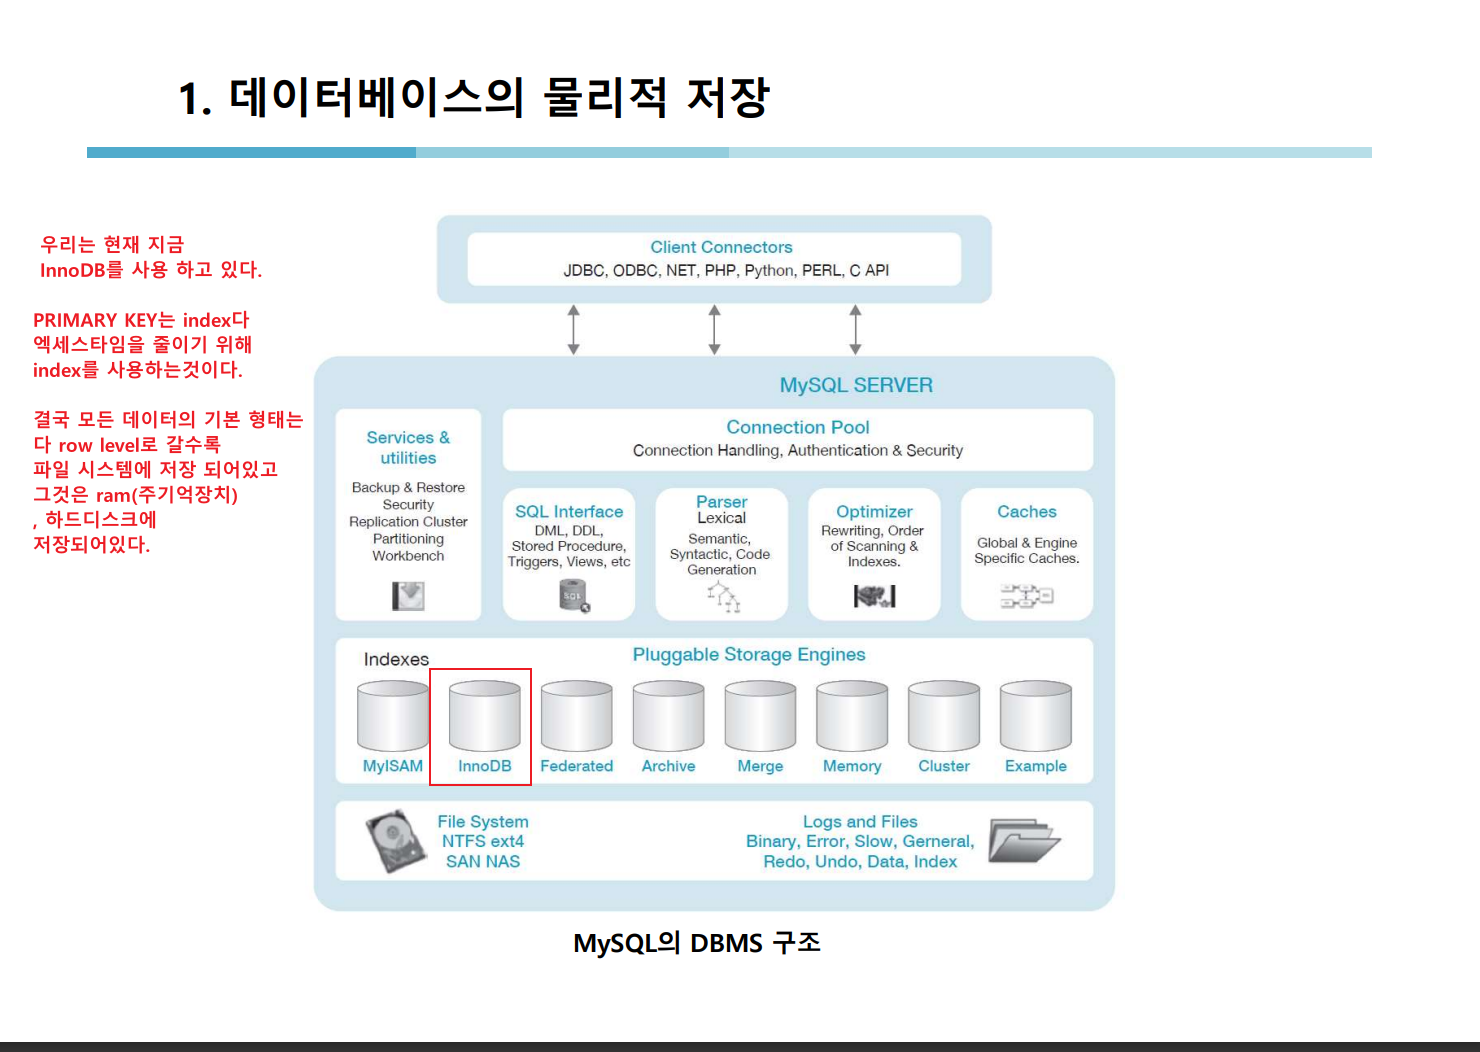 1. 데이터베이스의 물리적 저장
우리는 현재 지금
InnoDB를 사용 하고 있다.
PRIMARY KEY는 index다
엑세스타임을 줄이기 위해
index를 사용하는것이다.
결국 모든 데이터의 기본 형태는
다 row level로 갈수록
파일 시스템에 저장 되어있고
그것은 ram(주기억장치)
, 하드디스크에
저장되어있다.
Client Connectors
JDBC, ODBC, NET, PHP, Python, PERL, C API
MySQL SERVER
Services &
utilities
Backup & Restore
Security
Replication Cluster
Partitioning
Workbench
Connection Pool
Connection Handling, Authentication & Security
SQL Interface
DML, DDL,
Stored Procedure,
Triggers, Views, etc
SQL
Parser
Lexical
Semantic,
Syntactic, Code
Generation
Optimizer
Rewriting, Order
of Scanning &
Indexes.
Caches
Global & Engine
Specific Caches.
Indexes
Pluggable Storage Engines
MyISAM
InnoDB
Federated
Archive
Merge
Memory
Cluster
Example
File System
NTFS ext4
SAN NAS
Logs and Files
Binary, Error, Slow, Gerneral,
Redo, Undo, Data, Index
MySQL의 DBMS 구조